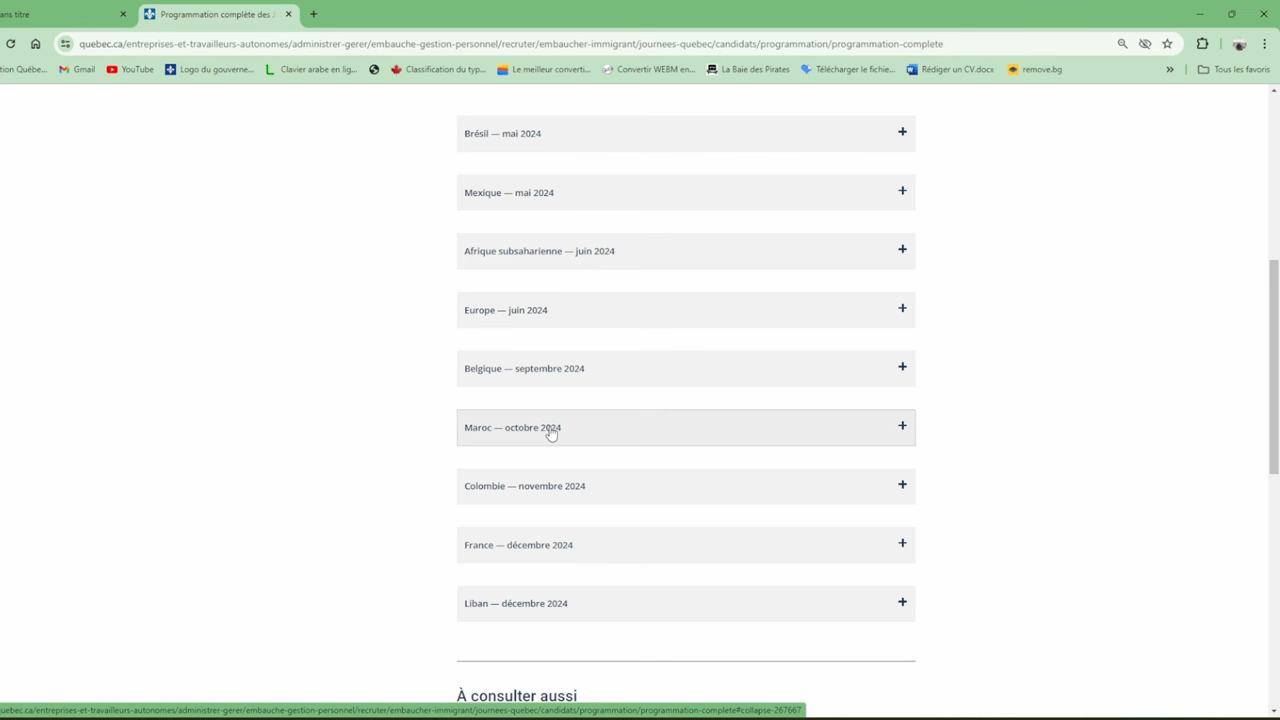 ans titre
Programmation complète des J
quebec.ca/entreprises-et-travailleurs-autonomes/administrer-gerer/embauche-gestion-personnel/recruter/embaucher-immigrant/journees-quebec/candidats/programmation/programmation-complete
tion Québe... Gmail YouTube Logo du gouverne... Clavier arabe en lig... Classification du typ... Le meilleur converti... Convertir WEBM en... La Baie des Pirates Télécharger le fichie... Rédiger un CV.docx remove.bg » Tous les favoris
Brésil — mai 2024
Mexique — mai 2024
Afrique subsaharienne — juin 2024
Europe — juin 2024
Belgique — septembre 2024
Maroc — octobre 2024
Colombie — novembre 2024
France — décembre 2024
Liban — décembre 2024
À consulter aussi
uebec.ca/entreprises-et-travailleurs-autonomes/administrer-gerer/embauche-gestion-personnel/recruter/embaucher-immigrant/journees-quebec/candidats/programmation/programmation-complete#collapse-267667